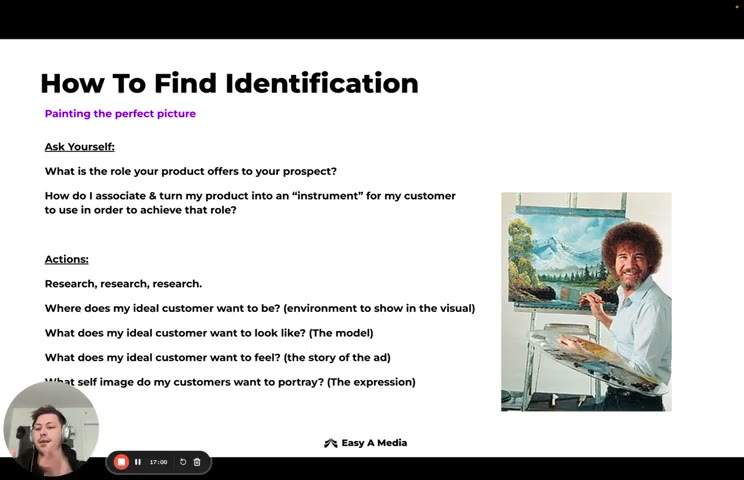 How To Find Identification
Painting the perfect picture
Ask Yourself:
What is the role your product offers to your prospect?
How do I associate & turn my product into an “instrument” for my customer
to use in order to achieve that role?
Actions:
Research, research, research.
Where does my ideal customer want to be? (environment to show in the visual)
What does my ideal customer want to look like? (The model)
What does my ideal customer want to feel? (the story of the ad)
What self image do my customers want to portray? (The expression)
Easy A Media
17:00